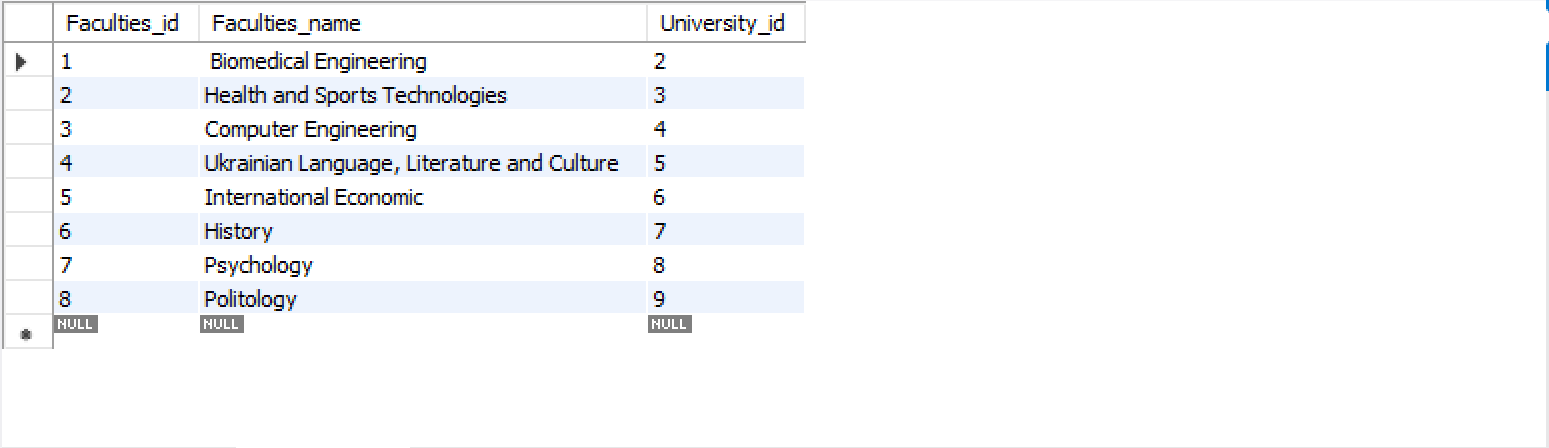 Faculties_id Faculties_name University_id
1 Biomedical Engineering 2
2 Health and Sports Technologies 3
3 Computer Engineering 4
4 Ukrainian Language, Literature and Culture 5
5 International Economic 6
6 History 7
7 Psychology 8
8 Politology 9
NULL NULL NULL